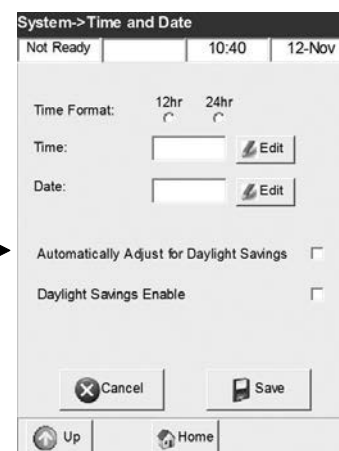 System->Time and Date
Not Ready 10:40 12-Nov
Time Format: 12hr 24hr
Time: Edit
Date: Edit
Automatically Adjust for Daylight Savings
Daylight Savings Enable
Cancel Save
Up Home